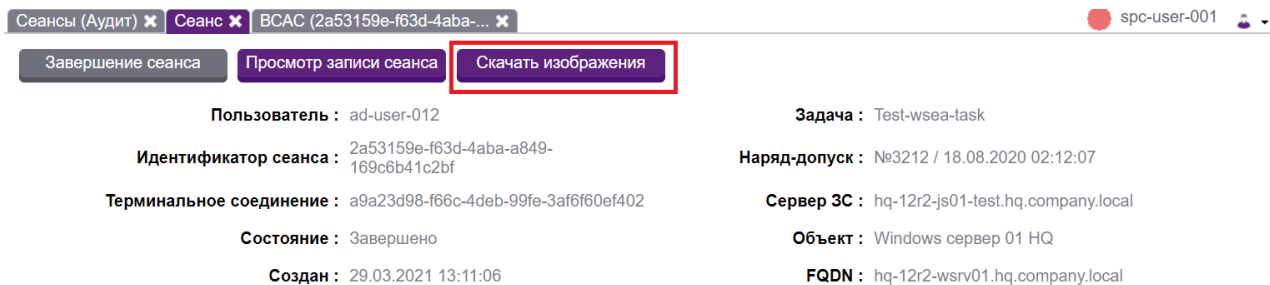 Сеансы (Аудит) ✖ Сеанс ✖ ВСАС (2a53159e-f63d-4aba-... ✖ spc-user-001
Завершение сеанса Просмотр записи сеанса Скачать изображения
Пользователь : ad-user-012 Задача : Test-wsea-task
Идентификатор сеанса : 2a53159e-f63d-4aba-a849-
169c6b41c2bf
Наряд-допуск : №3212 / 18.08.2020 02:12:07
Терминальное соединение : a9a23d98-f66c-4deb-99fe-3af6f60ef402 Сервер ЗС : hq-12r2-js01-test.hq.company.local
Состояние : Завершено Объект : Windows сервер 01 HQ
Создан : 29.03.2021 13:11:06 FQDN : hq-12r2-wsrv01.hq.company.local